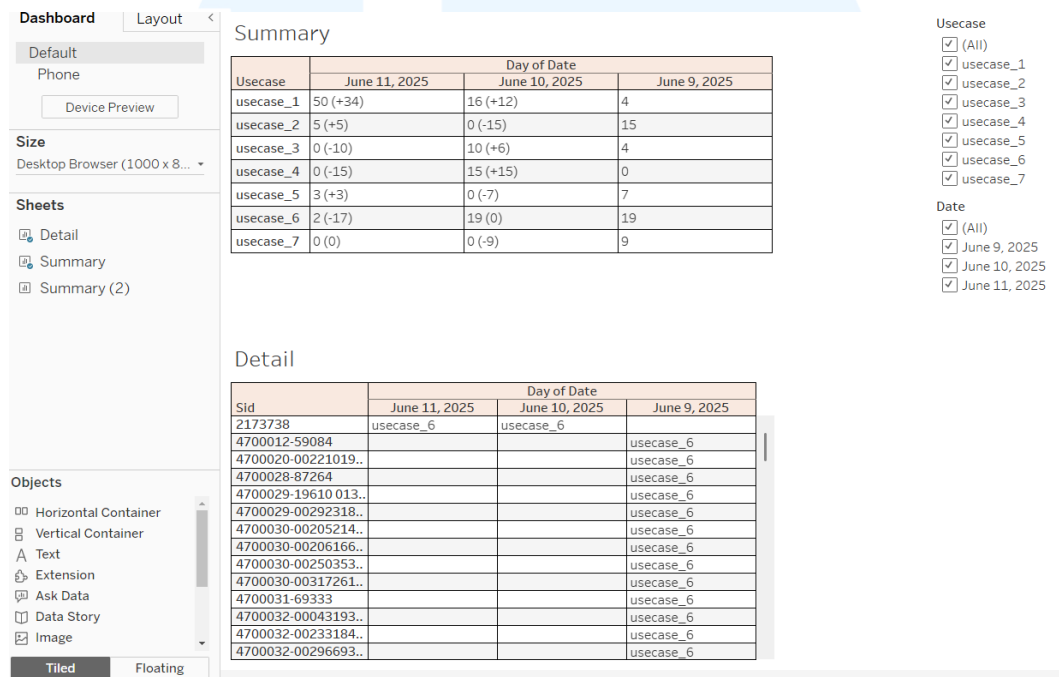 Dashboard Layout <
Default
Phone
Device Preview
Size
Desktop Browser (1000 x 8...
Sheets
Detail
Summary
Summary (2)
Objects
Horizontal Container
Vertical Container
Text
Extension
Ask Data
Data Story
Image
Tiled Floating
Summary
Day of Date
Usecase June 11, 2025 June 10, 2025 June 9, 2025
usecase_1 50 (+34) 16 (+12) 4
usecase_2 5 (+5) 0 (-15) 15
usecase_3 0 (-10) 10 (+6) 4
usecase_4 0 (-15) 15 (+15) 0
usecase_5 3 (+3) 0 (-7) 7
usecase_6 2 (-17) 19 (0) 19
usecase_7 0 (0) 0 (-9) 9
Detail
Day of Date
SId June 11, 2025 June 10, 2025 June 9, 2025
2173738 usecase_6 usecase_6
4700012-59084 usecase_6
4700020-00221019.. usecase_6
4700028-87264 usecase_6
4700029-19610 013.. usecase_6
4700029-00292318.. usecase_6
4700030-00205214.. usecase_6
4700030-00206166.. usecase_6
4700030-00250353.. usecase_6
4700030-00317261.. usecase_6
4700031-69333 usecase_6
4700032-00043193.. usecase_6
4700032-00233184.. usecase_6
4700032-00296693.. usecase_6
Usecase
(All)
usecase_1
usecase_2
usecase_3
usecase_4
usecase_5
usecase_6
usecase_7
Date
(All)
June 9, 2025
June 10, 2025
June 11, 2025